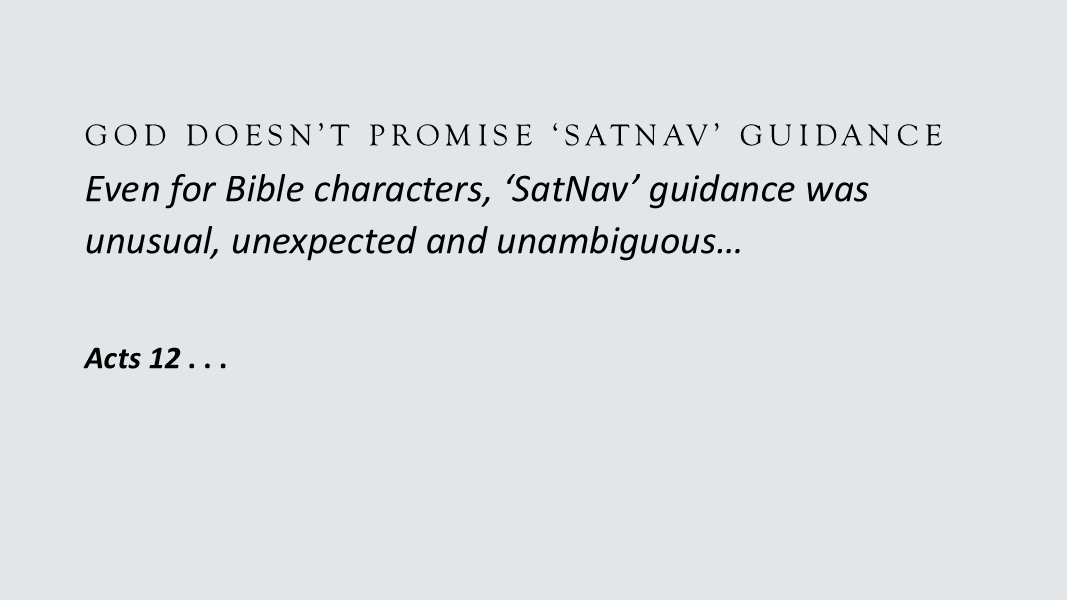 GOD DOESN’T PROMISE ‘SATNAV’ GUIDANCE
Even for Bible characters, ‘SatNav’ guidance was
unusual, unexpected and unambiguous…
Acts 12 . . .